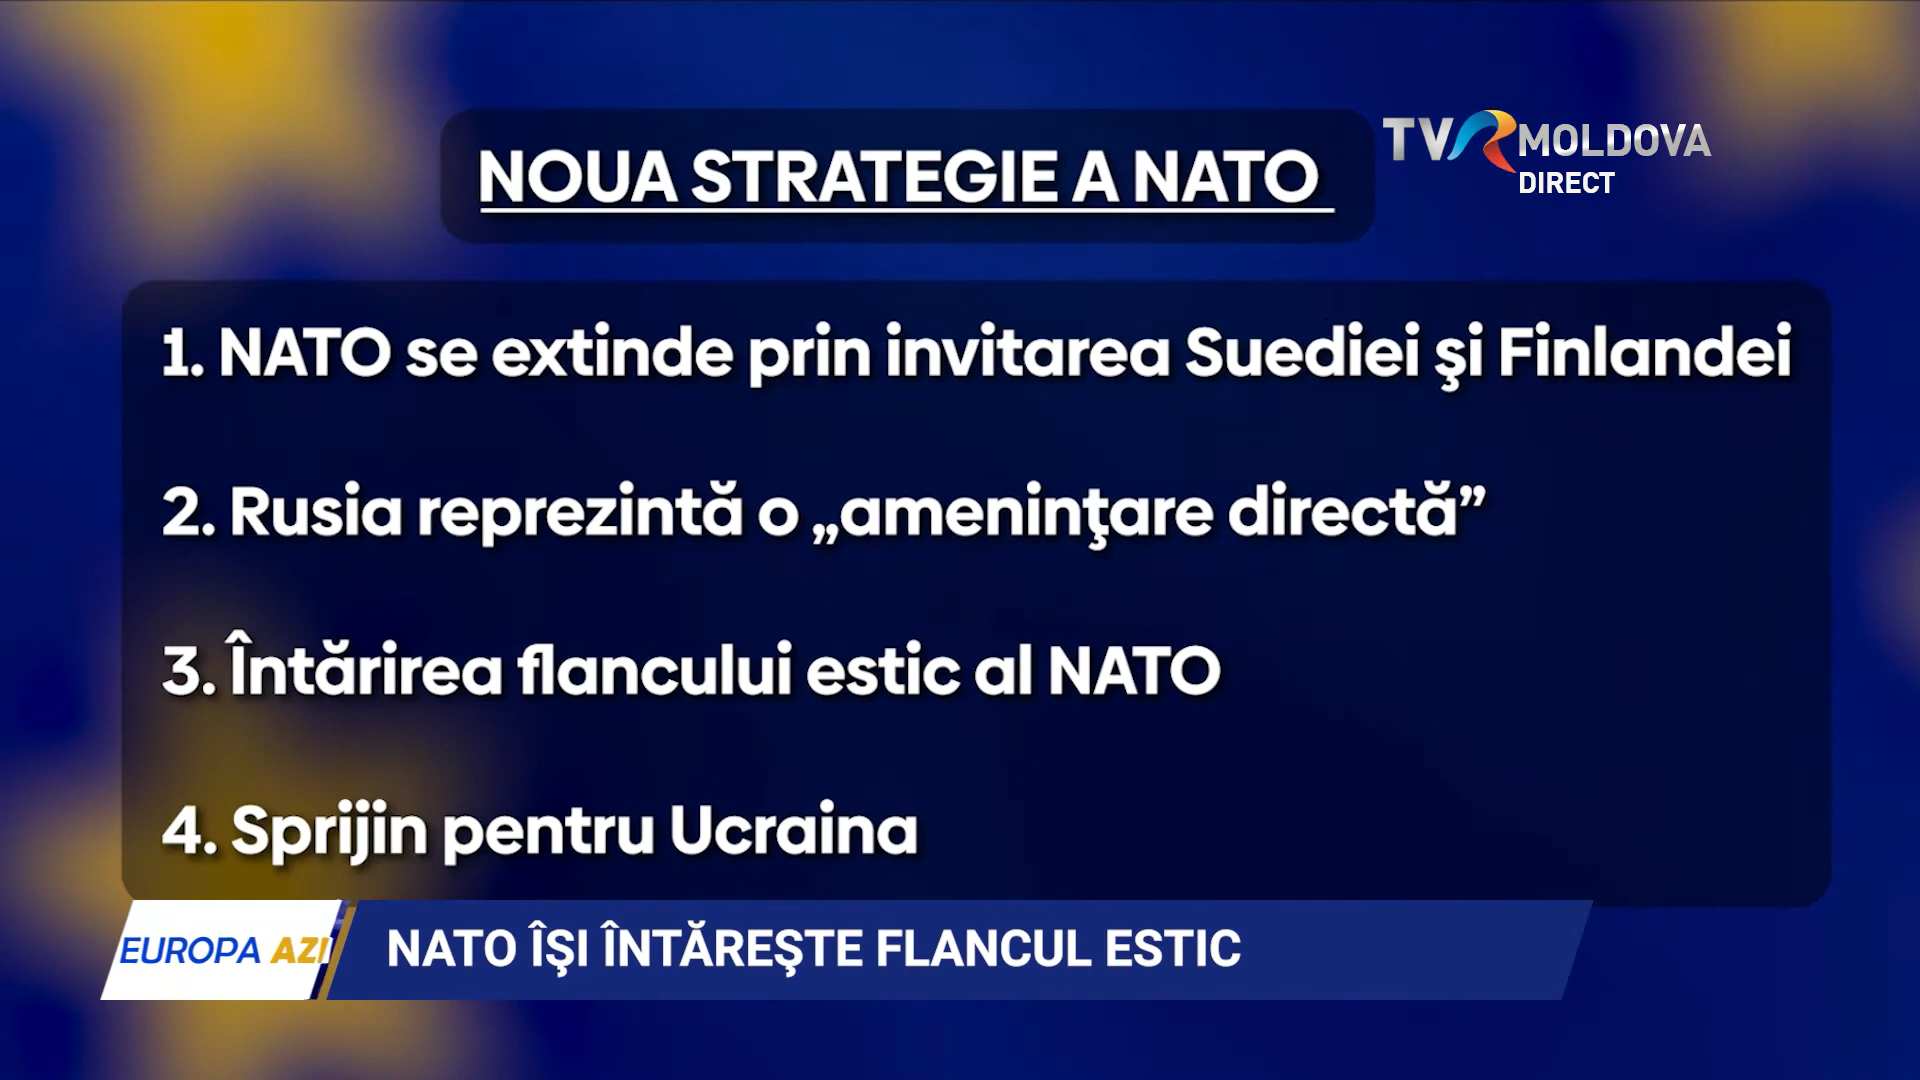 NOUA STRATEGIE A NATO
TVR MOLDOVA
DIRECT
1. NATO se extinde prin invitarea Suediei şi Finlandei
2. Rusia reprezintă o „ameninţare directă”
3. Întărirea flancului estic al NATO
4. Sprijin pentru Ucraina
EUROPA AZI
NATO ÎŞI ÎNTĂREŞTE FLANCUL ESTIC